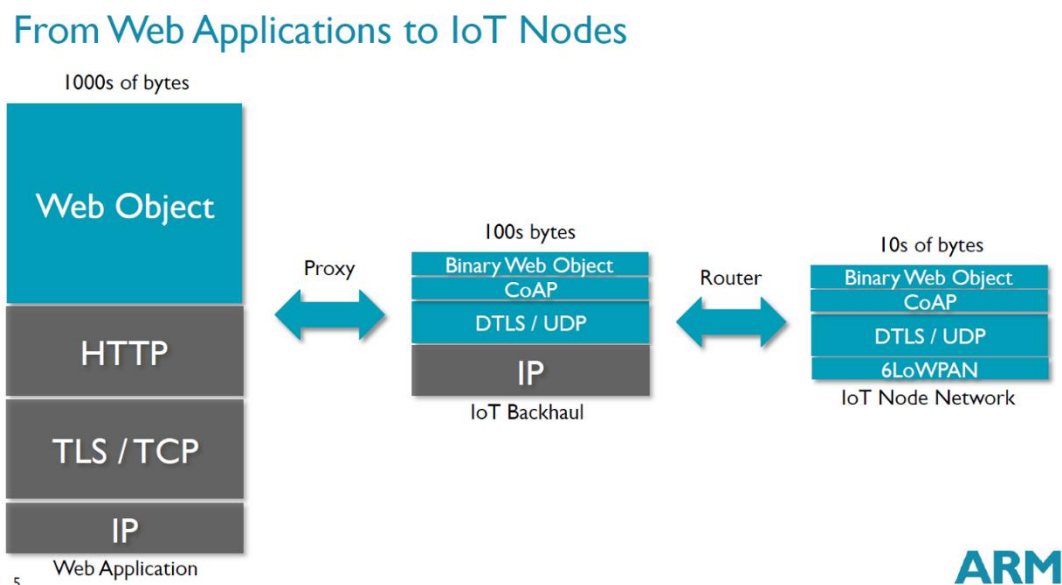 From Web Applications to IoT Nodes
1000s of bytes
Web Object
HTTP
TLS / TCP
IP
Web Application
Proxy
100s bytes
Binary Web Object
CoAP
DTLS / UDP
IP
IoT Backhaul
Router
10s of bytes
Binary Web Object
CoAP
DTLS / UDP
6LoWPAN
IoT Node Network
5
ARM